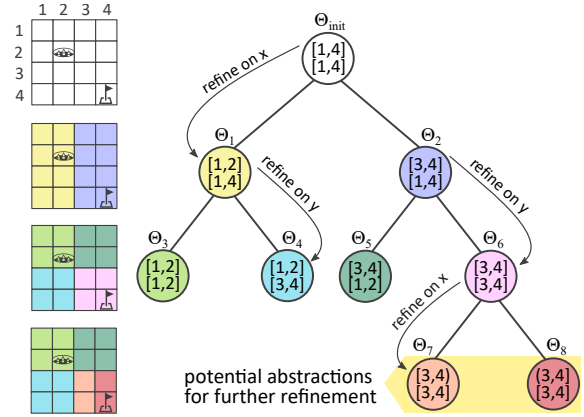 1 2 3 4
1
2
3
4
Θinit
[1,4]
[1,4]
refine on x
Θ1
[1,2]
[1,4]
refine on y
Θ2
[3,4]
[1,4]
refine on y
Θ3
[1,2]
[1,2]
Θ4
[1,2]
[3,4]
Θ5
[3,4]
[1,2]
Θ6
[3,4]
[3,4]
refine on x
Θ7
[3,4)
[3,4]
Θ8
(3,4]
[3,4]
potential abstractions
for further refinement